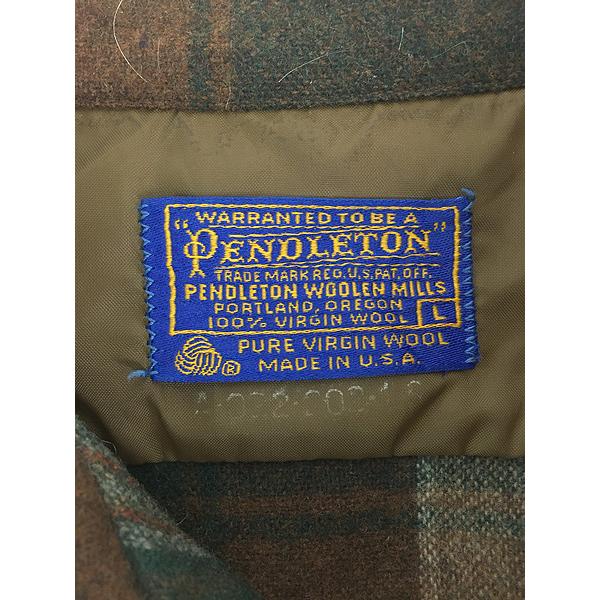 WARRANTED TO BE A
"PENDLETON"
TRADE MARK REG. U.S. PAT. OFF.
PENDLETON WOOLEN MILLS
PORTLAND, OREGON
100% VIRGIN WOOL L
® PURE VIRGIN WOOL
MADE IN U.S.A.